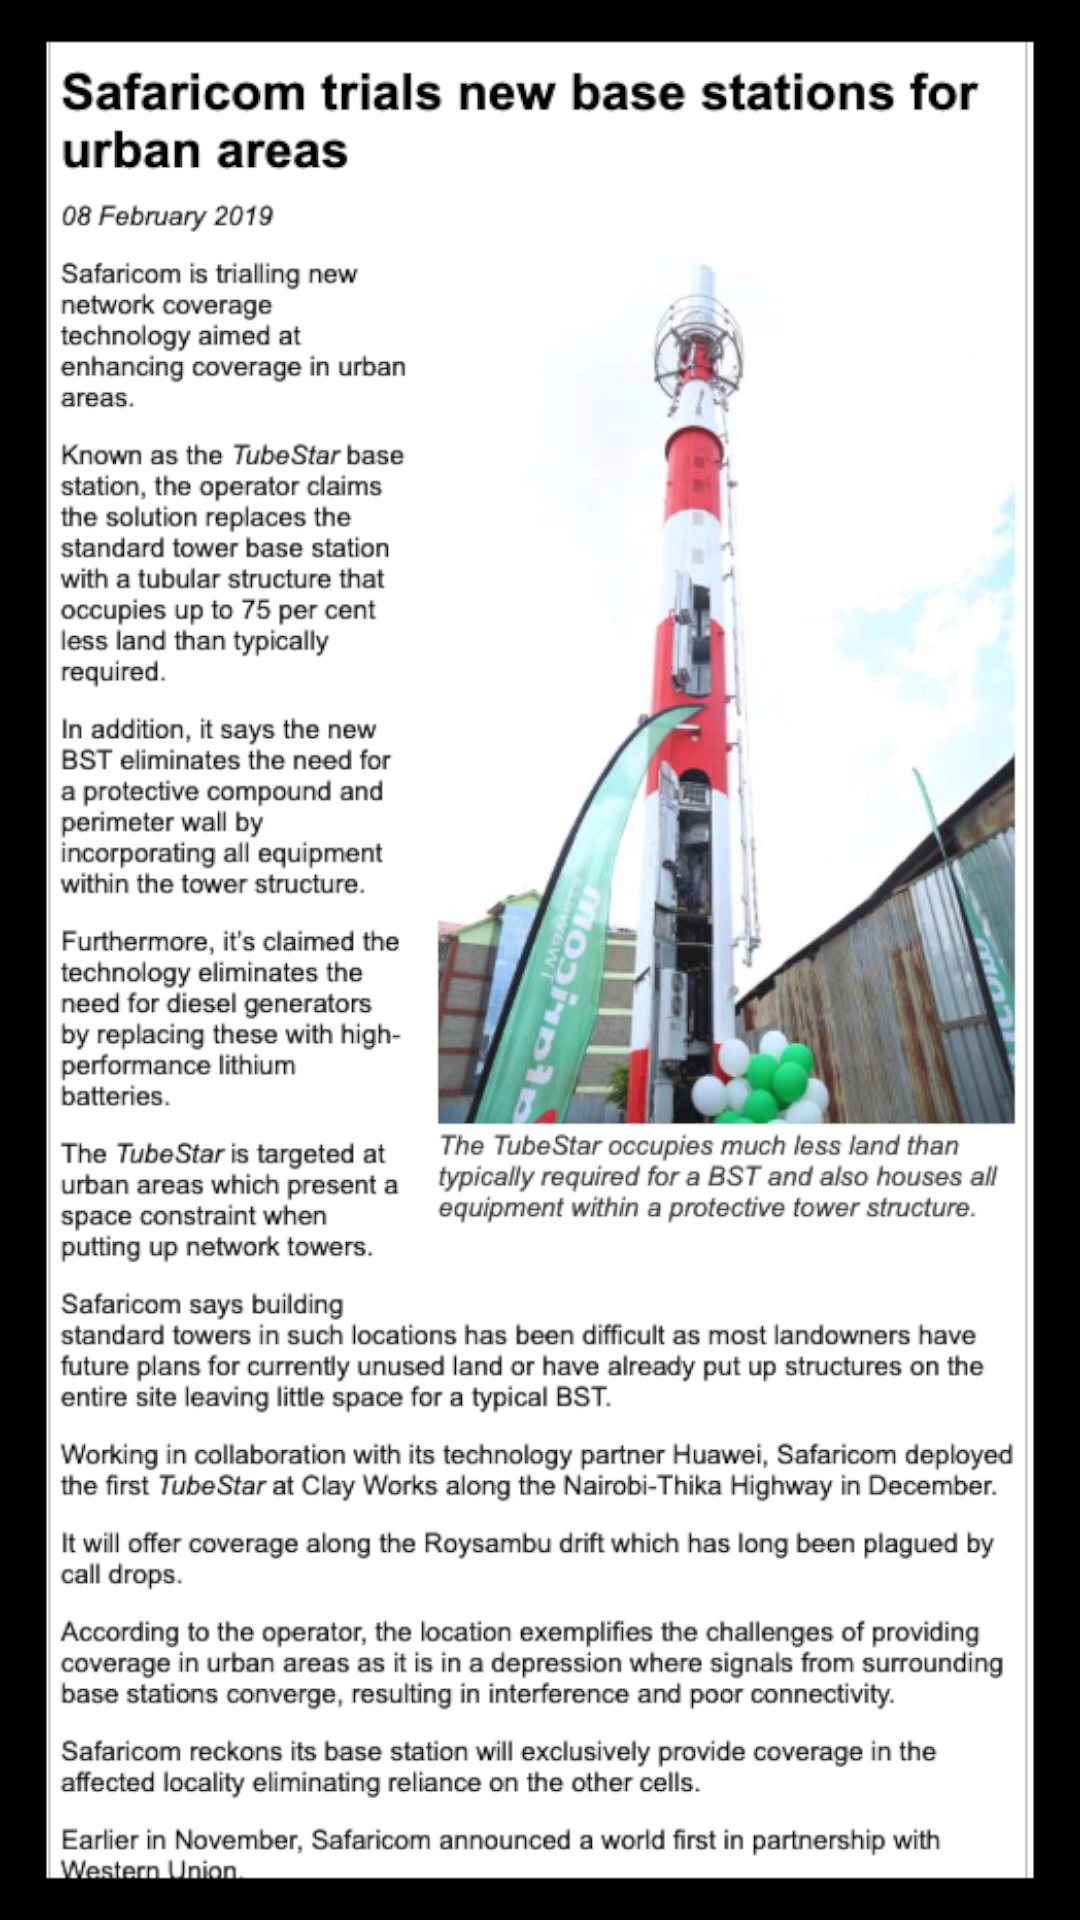 Safaricom trials new base stations for
urban areas
08 February 2019
Safaricom is trialling new
network coverage
technology aimed at
enhancing coverage in urban
areas.
Known as the TubeStar base
station, the operator claims
the solution replaces the
standard tower base station
with a tubular structure that
occupies up to 75 per cent
less land than typically
required.
In addition, it says the new
BST eliminates the need for
a protective compound and
perimeter wall by
incorporating all equipment
within the tower structure.
Furthermore, it’s claimed the
technology eliminates the
need for diesel generators
by replacing these with high-
performance lithium
batteries.
The TubeStar is targeted at
urban areas which present a
space constraint when
putting up network towers.
The TubeStar occupies much less land than
typically required for a BST and also houses all
equipment within a protective tower structure.
Safaricom says building
standard towers in such locations has been difficult as most landowners have
future plans for currently unused land or have already put up structures on the
entire site leaving little space for a typical BST.
Working in collaboration with its technology partner Huawei, Safaricom deployed
the first TubeStar at Clay Works along the Nairobi-Thika Highway in December.
It will offer coverage along the Roysambu drift which has long been plagued by
call drops.
According to the operator, the location exemplifies the challenges of providing
coverage in urban areas as it is in a depression where signals from surrounding
base stations converge, resulting in interference and poor connectivity.
Safaricom reckons its base station will exclusively provide coverage in the
affected locality eliminating reliance on the other cells.
Earlier in November, Safaricom announced a world first in partnership with
Western Union.